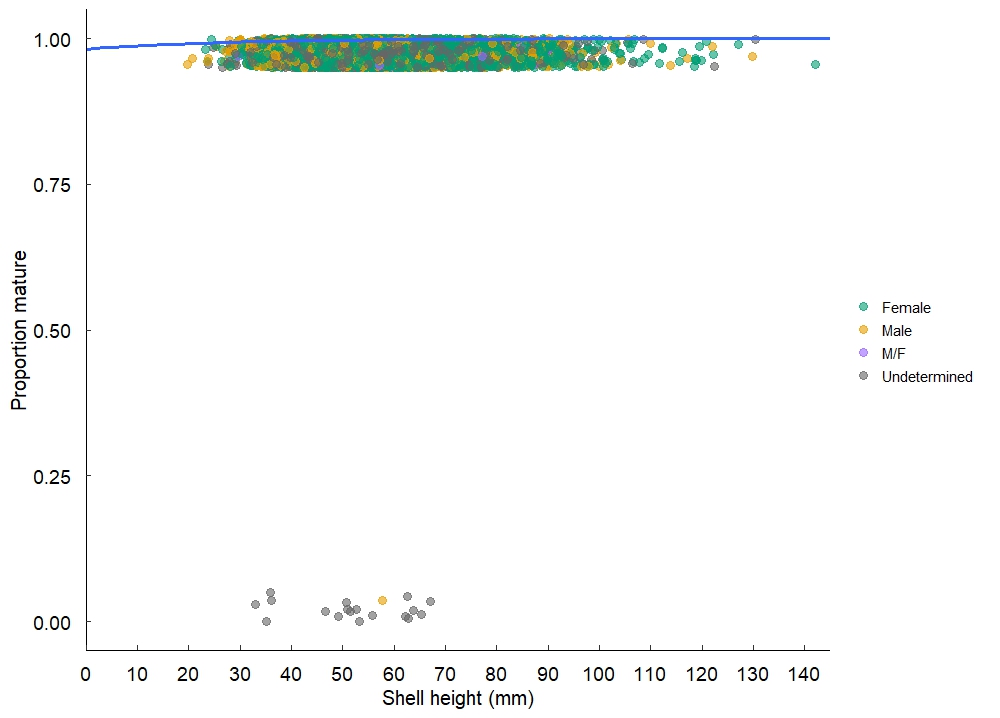 1.00
0.75
0.50
0.25
0.00
Proportion mature
0 10 20 30 40 50 60 70 80 90 100 110 120 130 140
Shell height (mm)
Female
Male
M/F
Undetermined